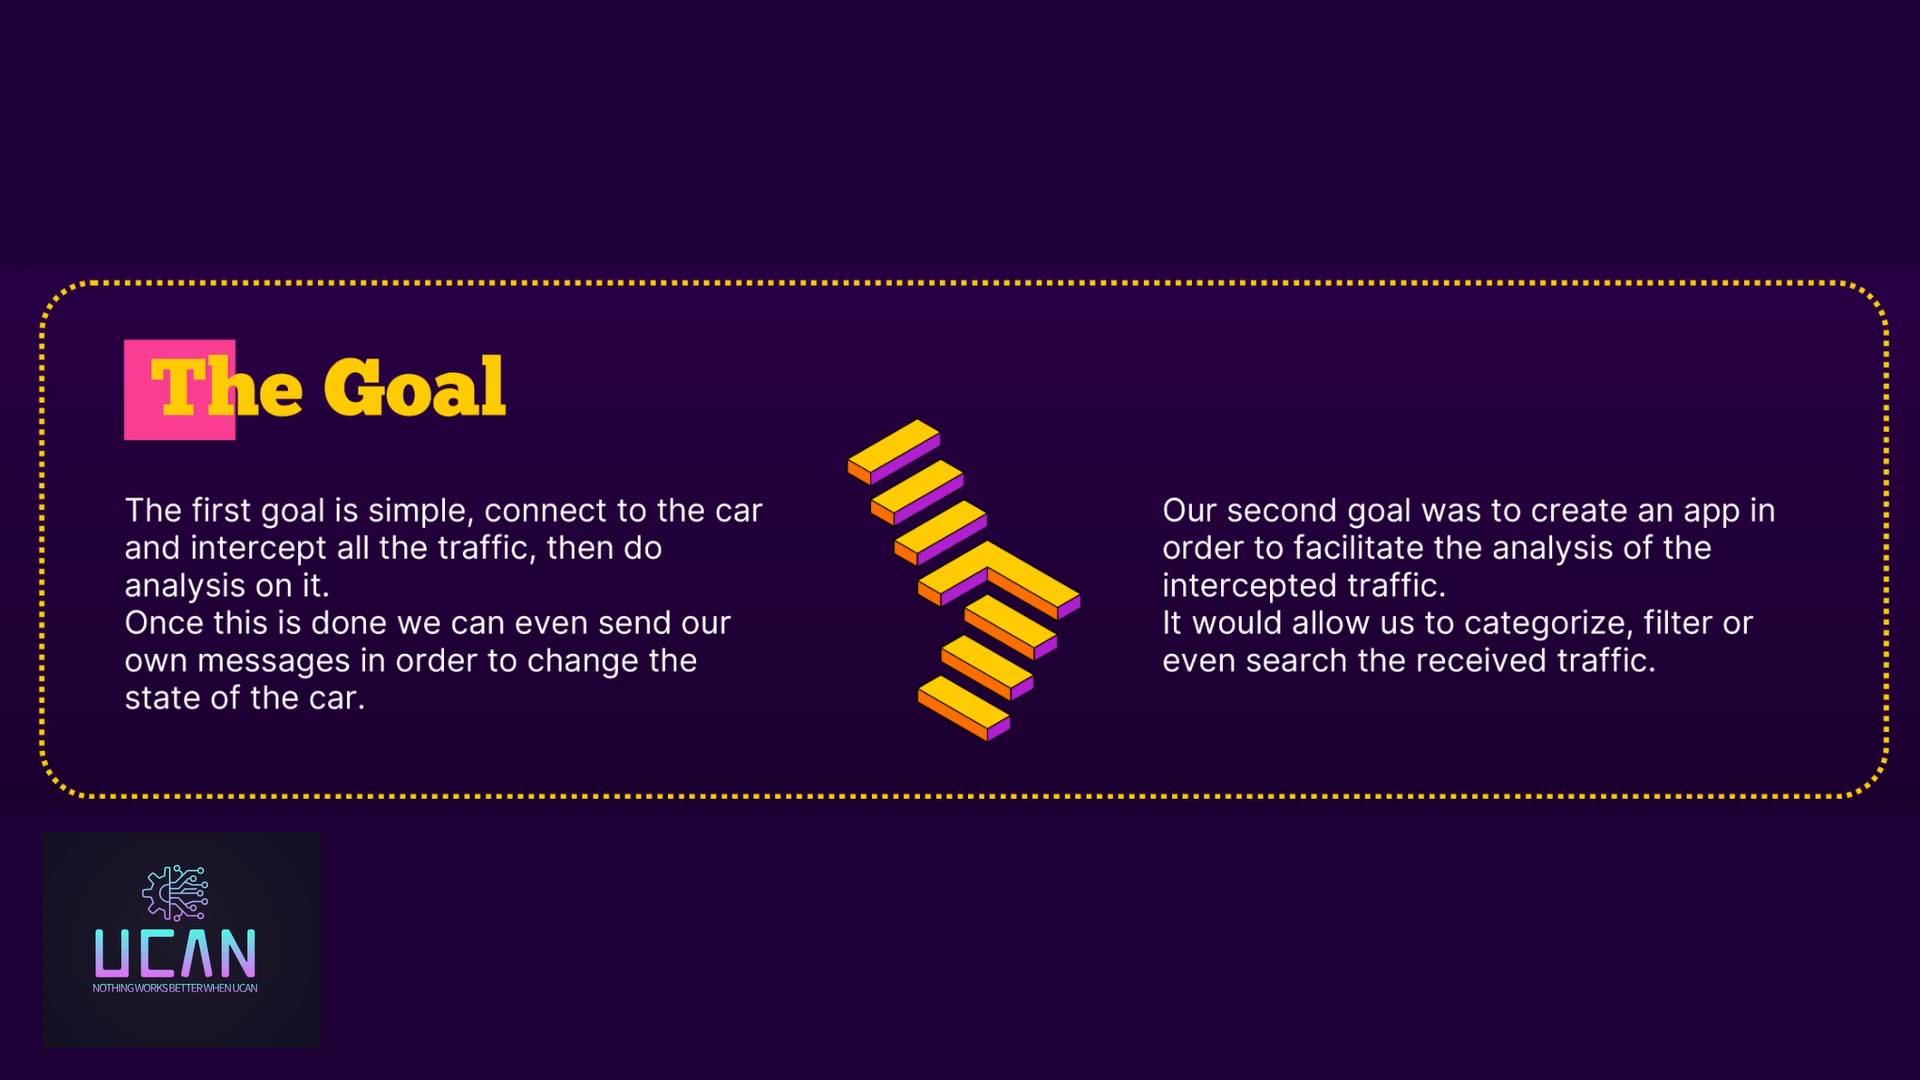 The Goal
The first goal is simple, connect to the car
and intercept all the traffic, then do
analysis on it.
Once this is done we can even send our
own messages in order to change the
state of the car.
Our second goal was to create an app in
order to facilitate the analysis of the
intercepted traffic.
It would allow us to categorize, filter or
even search the received traffic.
UCAN
NOTHING WORKS BETTER WHEN UCAN